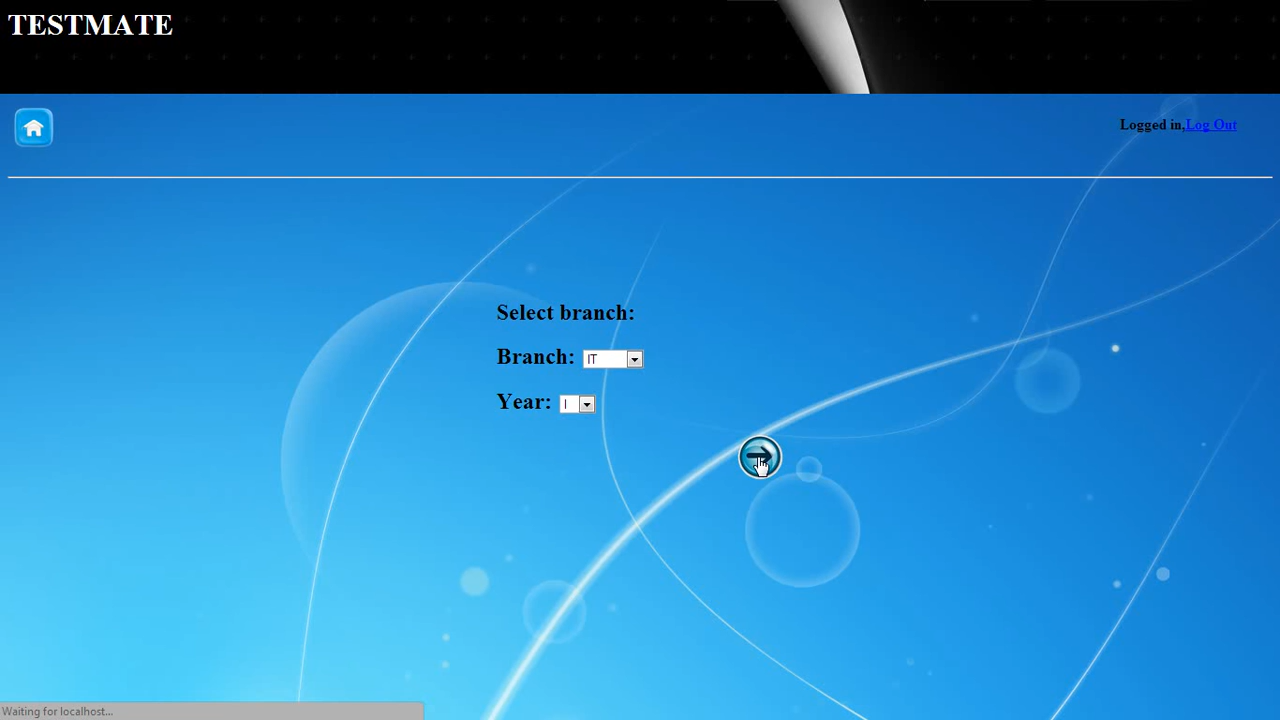 TESTMATE
Logged in,Log Out
Select branch:
Branch: IT
Year: I
Waiting for localhost...